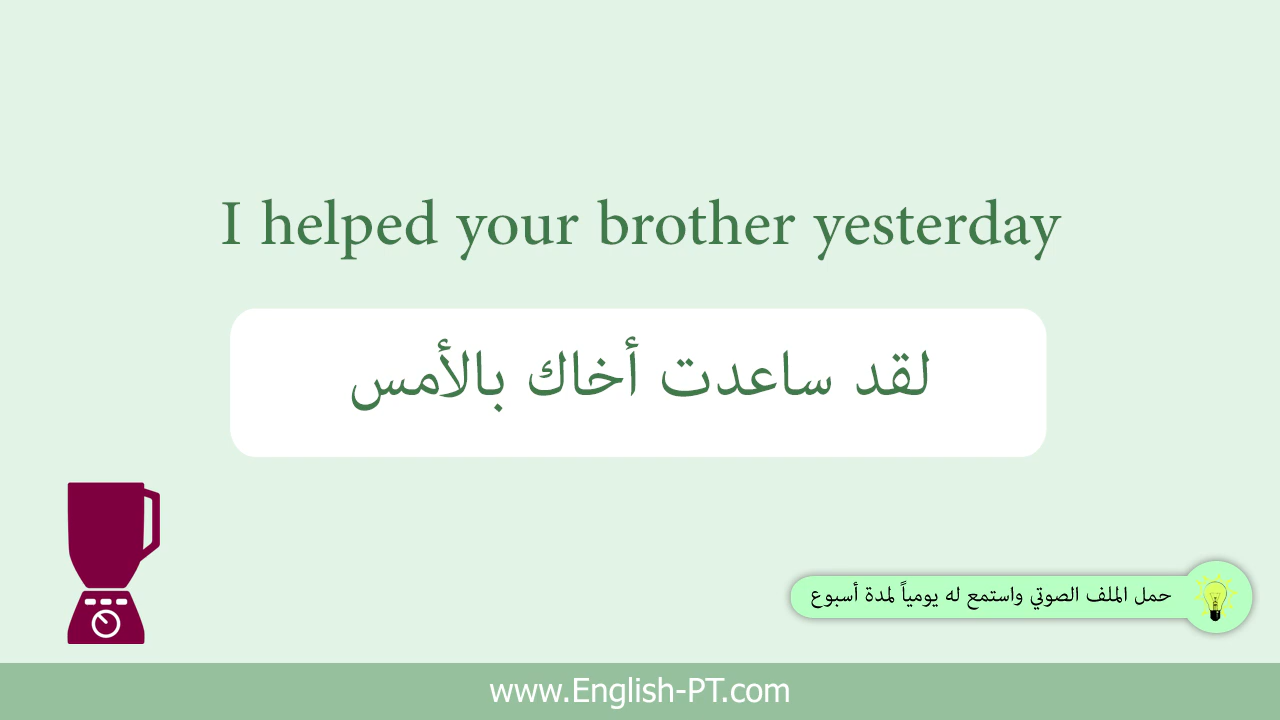 I helped your brother yesterday
لقد ساعدت أخاك بالأمس
حمل الملف الصوتي واستمع له يومياً لمدة أسبوع
www.English-PT.com